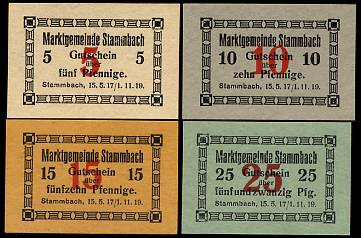 Marktgemeinde Stammbach
5 Gutschein 5
5
über
fünf Pfennige.
Stammbach, 15. 5. 17/1. 11. 19.
Marktgemeinde Stammbach
10 Gutschein 10
10
über
zehn Pfennige.
Stammbach, 15. 5. 17/1. 11. 19.
Marktgemeinde Stammbach
15 Gutschein 15
15
über
fünfzehn Pfennige.
Stammbach, 15. 5. 17/1. 11. 19.
Marktgemeinde Stammbach
25 Gutschein 25
25
über
fünfundzwanzig Pfg.
Stammbach, 15. 5. 17/1. 11. 19.